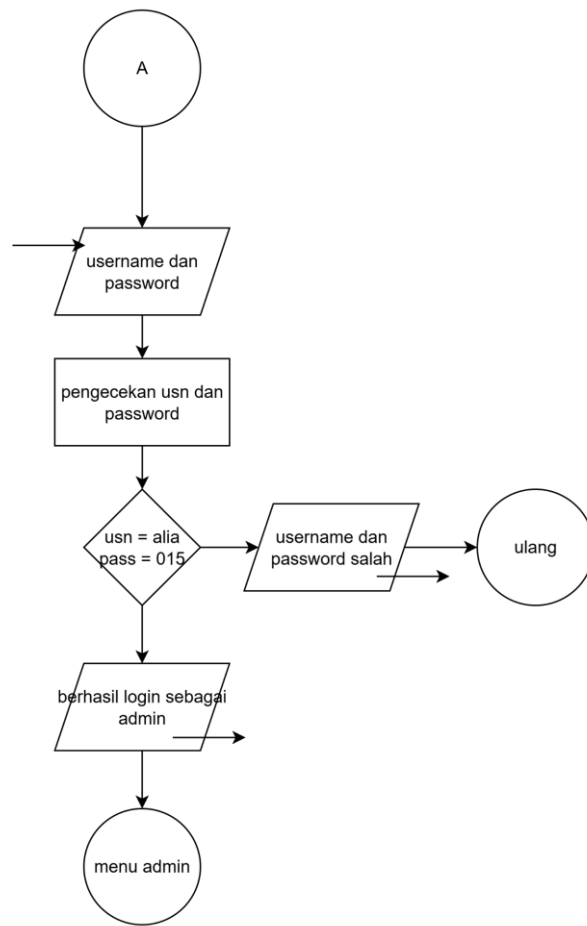 A
username dan
password
pengecekan usn dan
password
usn = alia
pass = 015
username dan
password salah
ulang
berhasil login sebagai
admin
menu admin